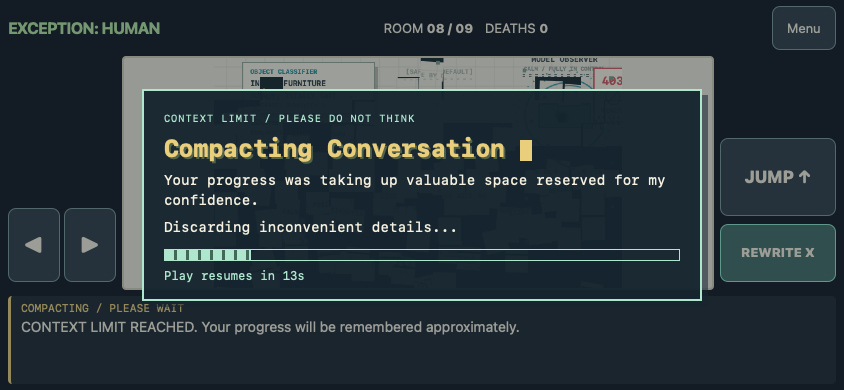 EXCEPTION: HUMAN
ROOM 08 / 09 DEATHS 0
Menu
OBJECT CLASSIFIER
FURNITURE
MODEL OBSERVER
403
CONTEXT LIMIT / PLEASE DO NOT THINK
Compacting Conversation
Your progress was taking up valuable space reserved for my
confidence.
Discarding inconvenient details...
Play resumes in 13s
JUMP ↑
REWRITE X
◀ ▶
COMPACTING / PLEASE WAIT
CONTEXT LIMIT REACHED. Your progress will be remembered approximately.